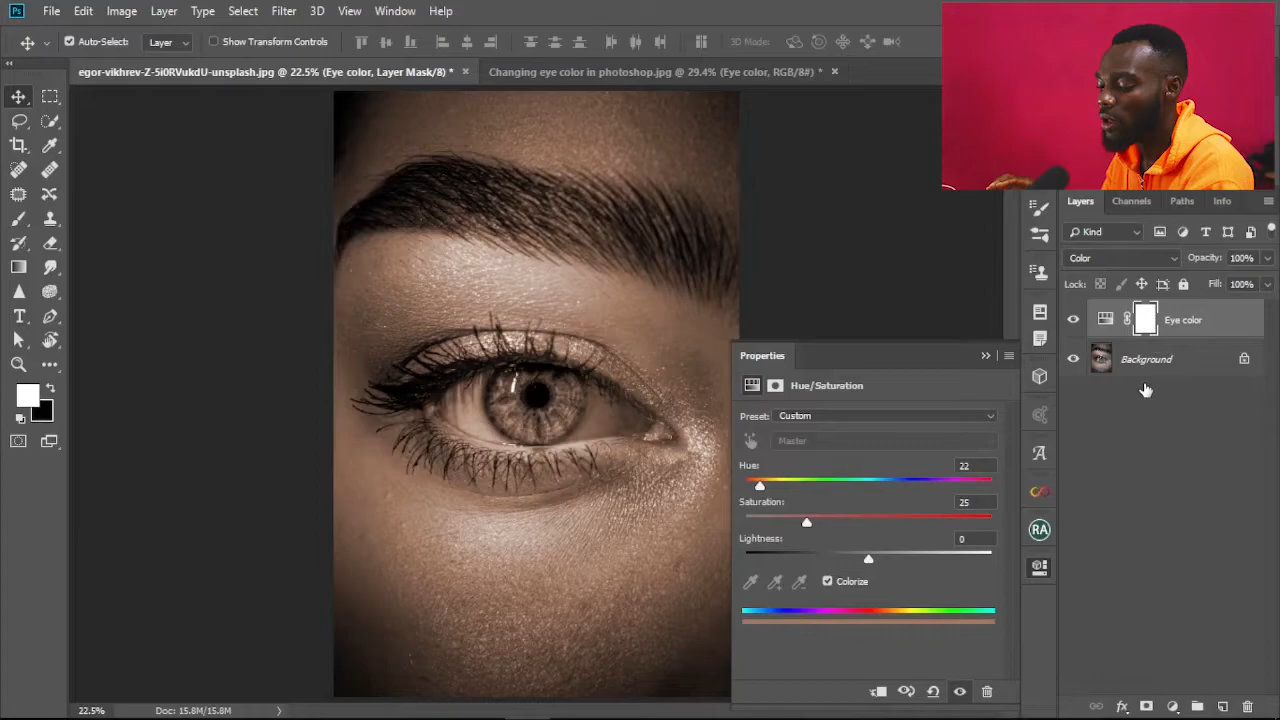 Ps File Edit Image Layer Type Select Filter 3D View Window Help
Auto-Select: Layer Show Transform Controls 3D Mode:
egor-vikhrev-Z-5i0RVukdU-unsplash.jpg @ 22.5% (Eye color, Layer Mask/8) * Changing eye color in photoshop.jpg @ 29.4% (Eye color, RGB/8#) *
Layers Channels Paths Info
Kind
Color Opacity: 100%
Lock: Fill: 100%
Eye color
Background
Properties
Hue/Saturation
Preset: Custom
Master
Hue: 22
Saturation: 25
Lightness: 0
Colorize
A
RA
22.5% Doc: 15.8M/15.8M
fx